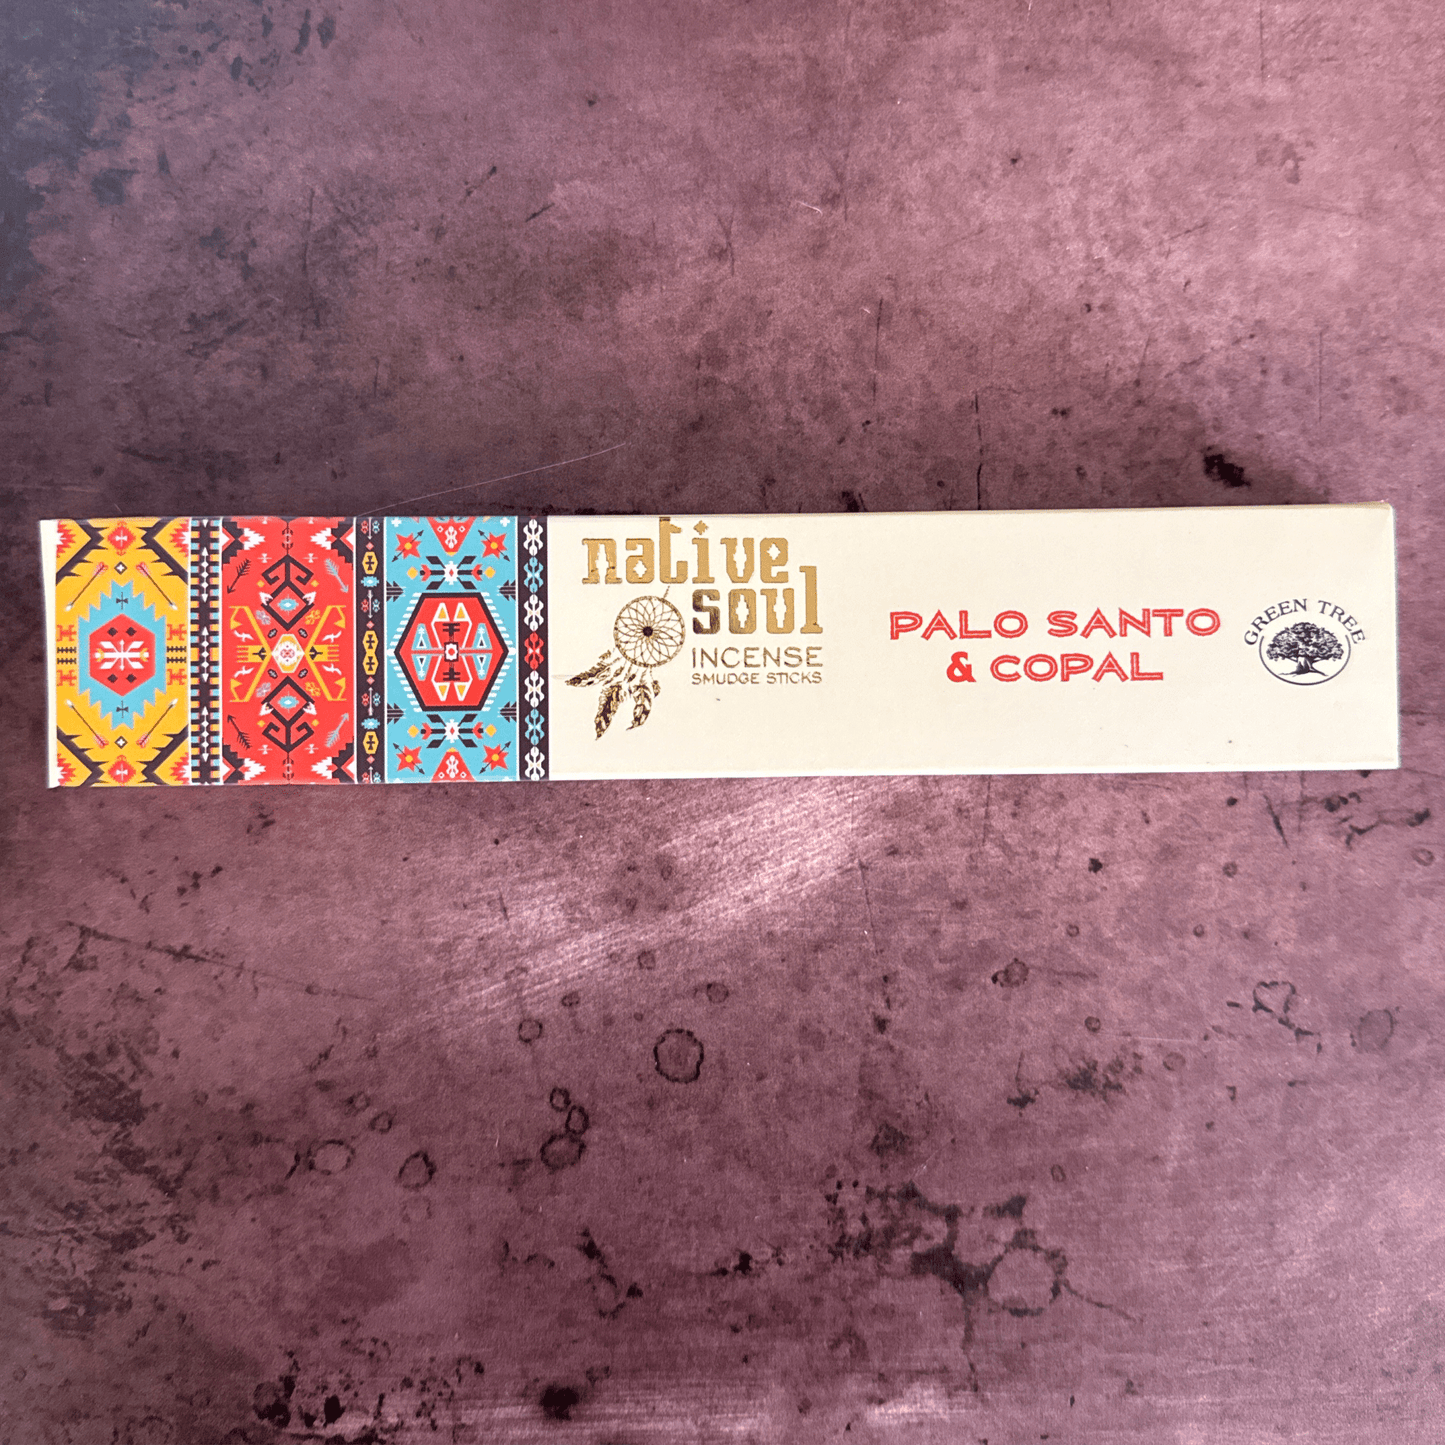 native
soul
INCENSE
SMUDGE STICKS
PALO SANTO
& COPAL
GREEN TREE